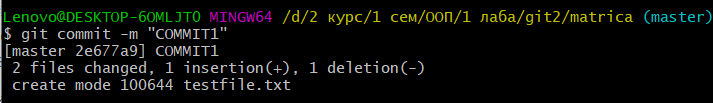 Lenovo@DESKTOP-6OMLJT0 MINGW64 /d/2 курс/1 сем/ООП/1 лаба/git2/matrica (master)
$ git commit -m "COMMIT1"
[master 2e677a9] COMMIT1
 2 files changed, 1 insertion(+), 1 deletion(-)
 create mode 100644 testfile.txt